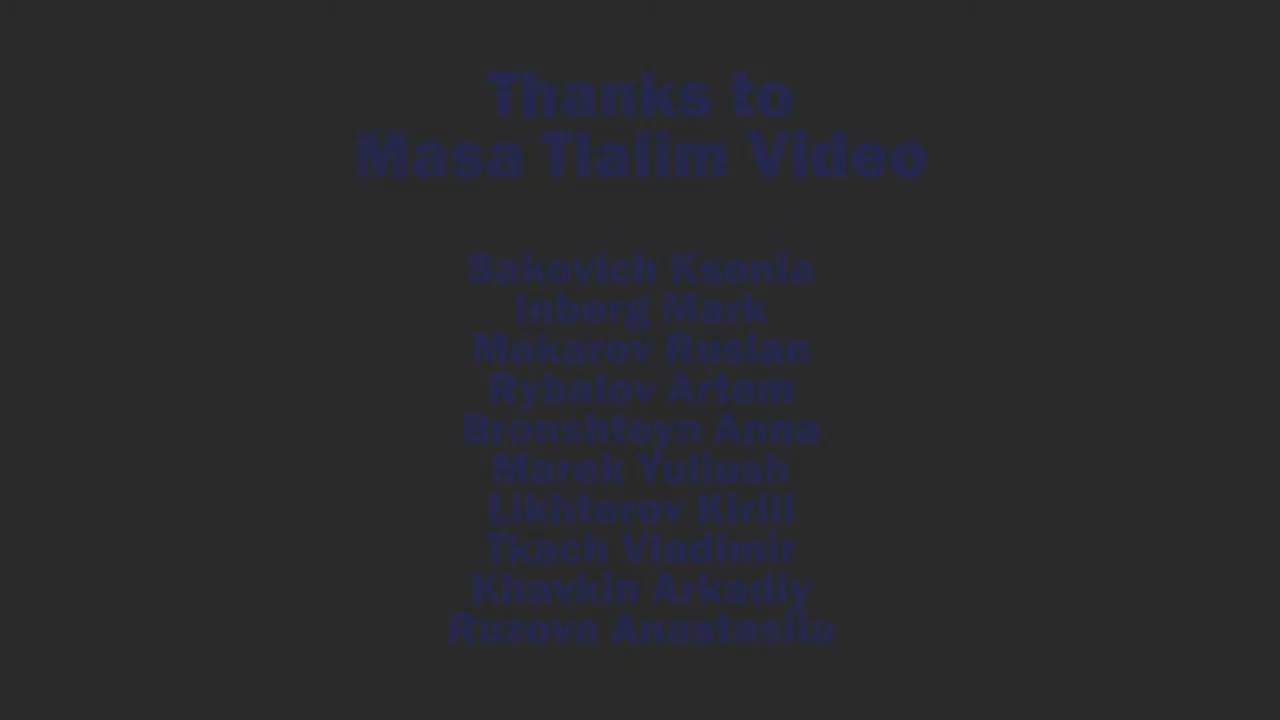 Thanks to
Masa Tlalim Video
Sakovich Ksenia
Inberg Mark
Makarov Ruslan
Rybalov Artem
Bronshteyn Anna
Marek Yuliush
Likhterov Kirill
Tkach Vladimir
Khavkin Arkadiy
Ruzova Anastasiia